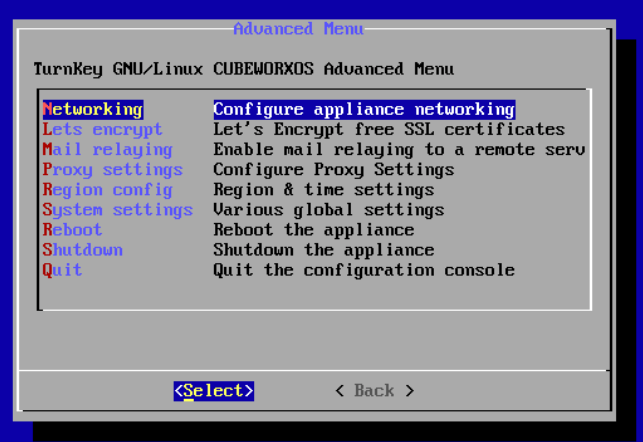 Advanced Menu
TurnKey GNU/Linux CUBEWORXOS Advanced Menu
Networking Configure appliance networking
Lets encrypt Let's Encrypt free SSL certificates
Mail relaying Enable mail relaying to a remote serv
Proxy settings Configure Proxy Settings
Region config Region & time settings
System settings Various global settings
Reboot Reboot the appliance
Shutdown Shutdown the appliance
Quit Quit the configuration console
<Select> < Back >